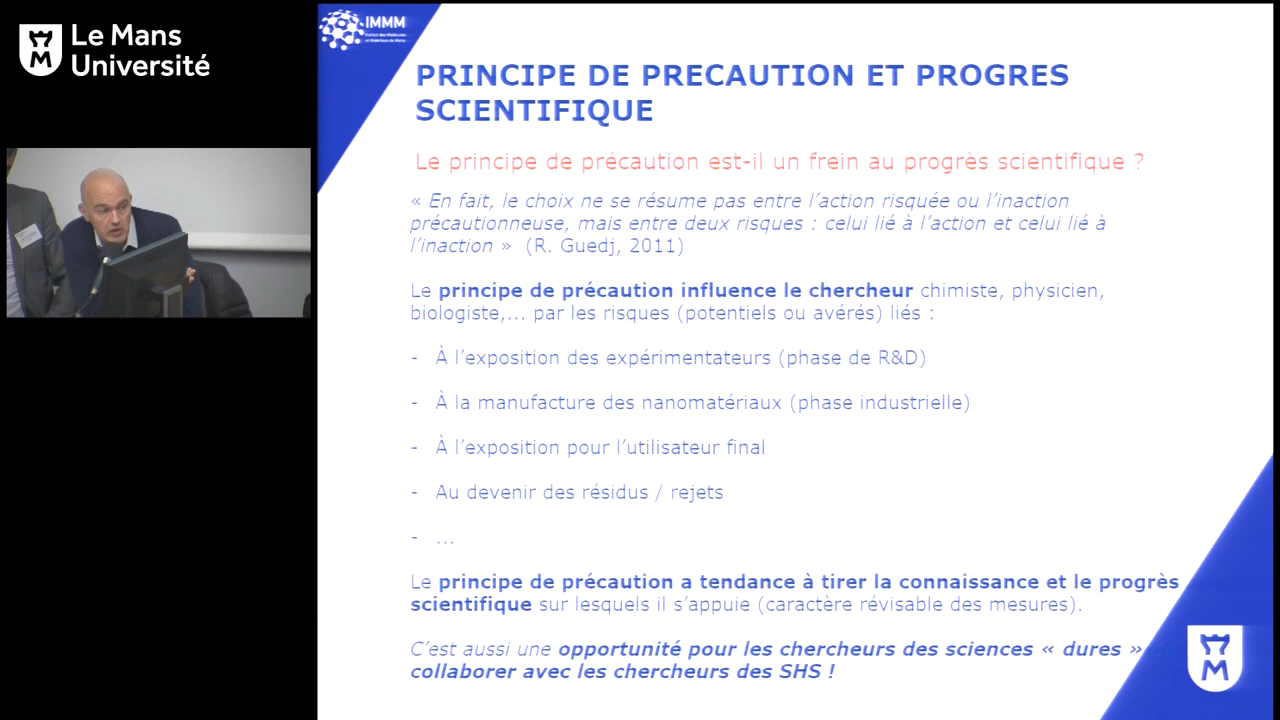 Le Mans
Université
IMMM
PRINCIPE DE PRECAUTION ET PROGRES
SCIENTIFIQUE
Le principe de précaution est-il un frein au progrès scientifique ?
« En fait, le choix ne se résume pas entre l’action risquée ou l’inaction
précautionneuse, mais entre deux risques : celui lié à l’action et celui lié à
l’inaction » (R. Guedj, 2011)
Le principe de précaution influence le chercheur chimiste, physicien,
biologiste,... par les risques (potentiels ou avérés) liés :
- À l’exposition des expérimentateurs (phase de R&D)
- À la manufacture des nanomatériaux (phase industrielle)
- À l’exposition pour l’utilisateur final
- Au devenir des résidus / rejets
- ...
Le principe de précaution a tendance à tirer la connaissance et le progrès
scientifique sur lesquels il s’appuie (caractère révisable des mesures).
C’est aussi une opportunité pour les chercheurs des sciences « dures »
collaborer avec les chercheurs des SHS !